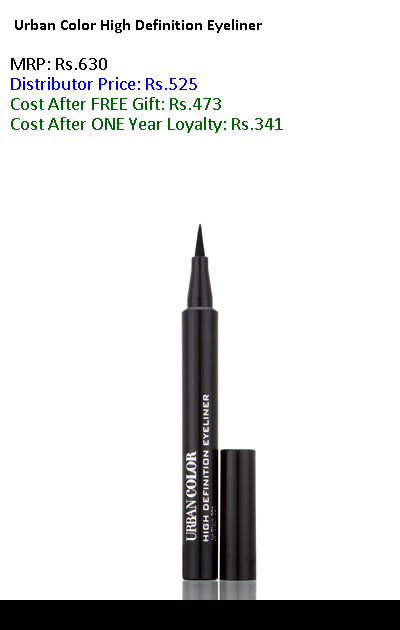 Urban Color High Definition Eyeliner
MRP: Rs.630
Distributor Price: Rs.525
Cost After FREE Gift: Rs.473
Cost After ONE Year Loyalty: Rs.341
URBAN COLOR
HIGH DEFINITION EYELINER